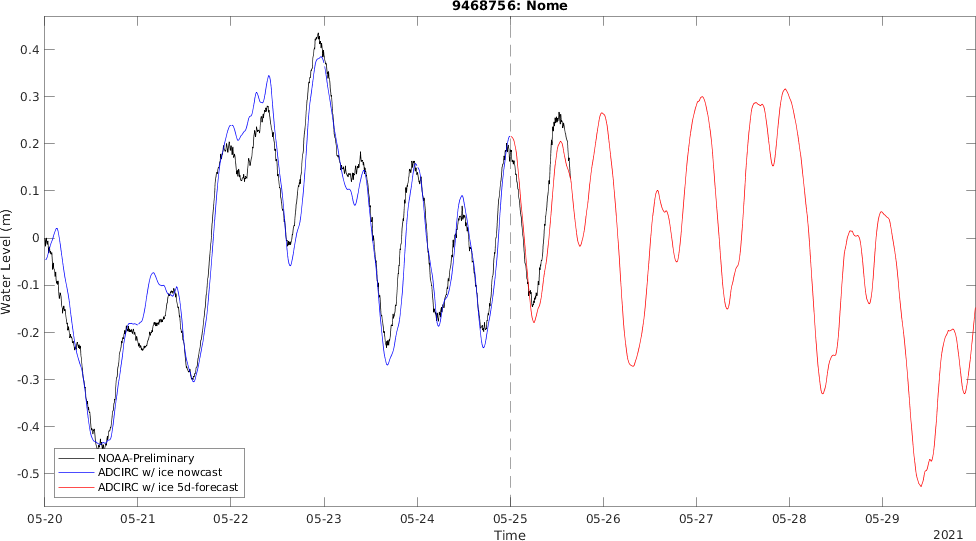 9468756: Nome
Water Level (m)
0.4
0.3
0.2
0.1
0
-0.1
-0.2
-0.3
-0.4
-0.5
NOAA-Preliminary
ADCIRC w/ ice nowcast
ADCIRC w/ ice 5d-forecast
05-20 05-21 05-22 05-23 05-24 05-25 05-26 05-27 05-28 05-29
Time
2021